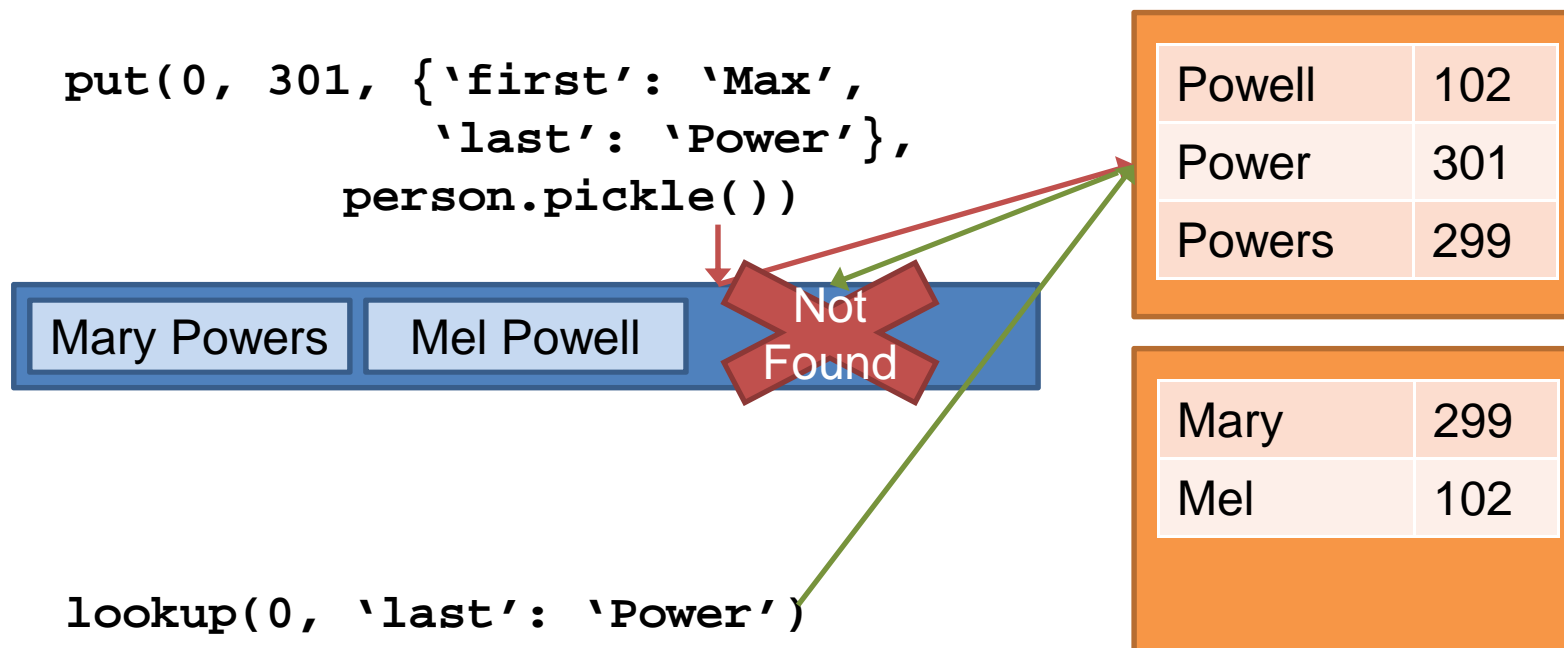 put(0, 301, {‘first’: ‘Max’,
‘last’: ‘Power’},
person.pickle())
Mary Powers
Mel Powell
Not
Found
lookup(0, ‘last’: ‘Power’)
Powell 102
Power 301
Powers 299
Mary 299
Mel 102